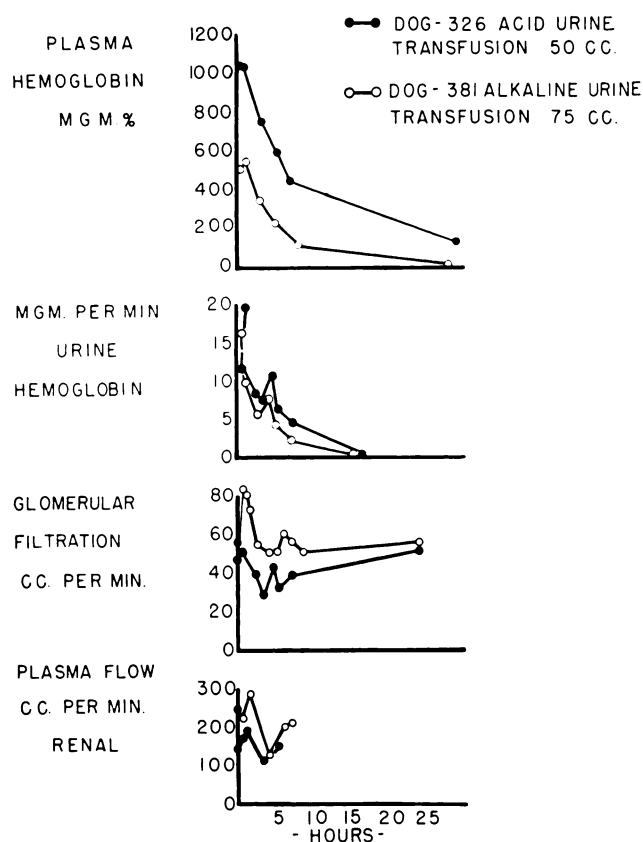 DOG-326 ACID URINE
TRANSFUSION 50 CC.
DOG-381 ALKALINE URINE
TRANSFUSION 75 CC.
PLASMA
HEMOGLOBIN
MGM.%
1200
1000
800
600
400
200
0
MGM. PER MIN
URINE
HEMOGLOBIN
20
15
10
5
0
GLOMERULAR
FILTRATION
CC. PER MIN.
80
60
40
20
0
PLASMA FLOW
CC. PER MIN.
RENAL
300
200
100
0
5 10 15 20 25
- HOURS -